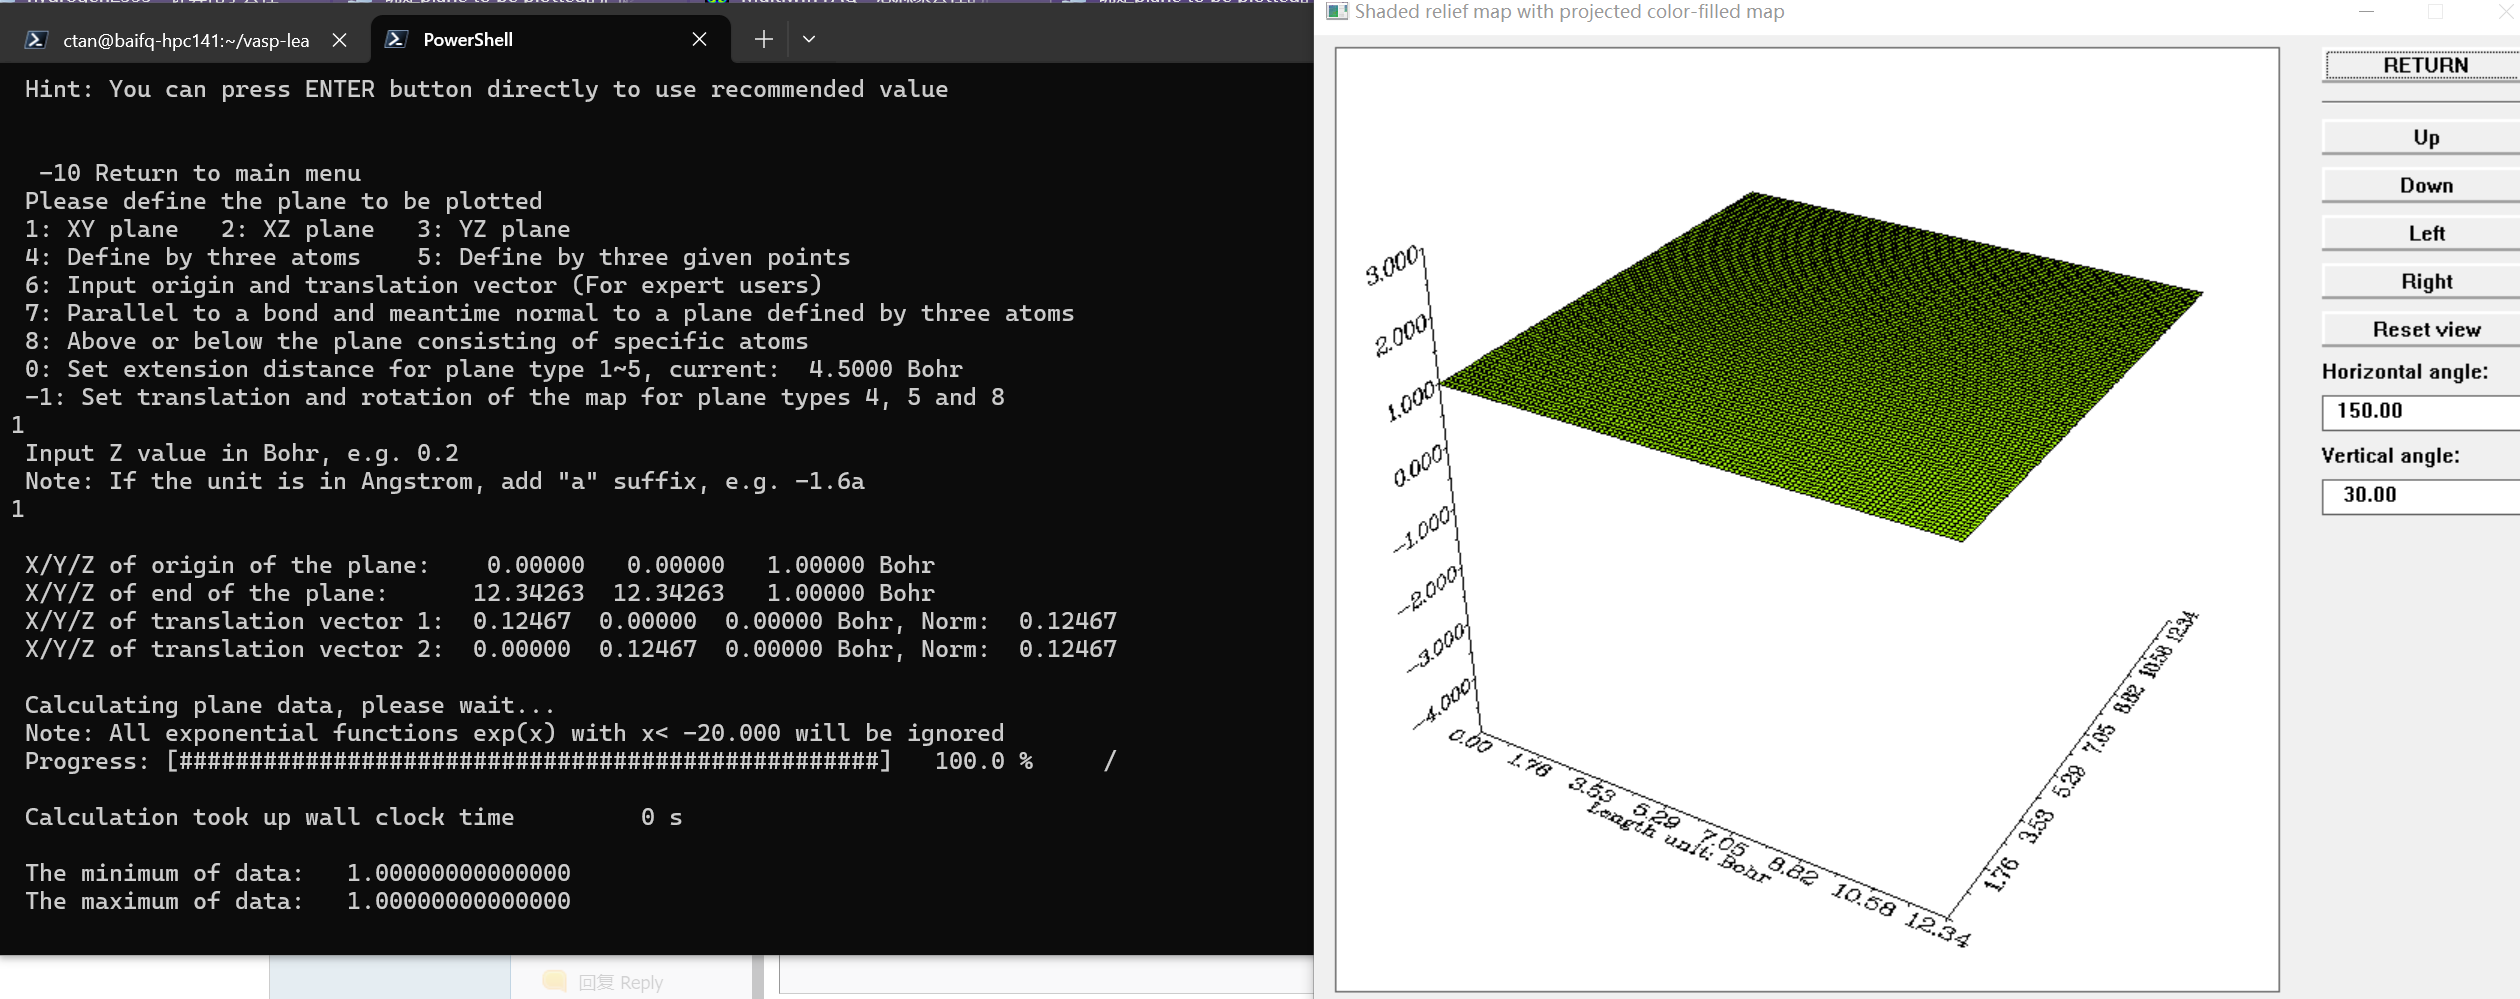 ctan@baifq-hpc141:~/vasp-lea
PowerShell
Hint: You can press ENTER button directly to use recommended value
-10 Return to main menu
Please define the plane to be plotted
1: XY plane   2: XZ plane   3: YZ plane
4: Define by three atoms    5: Define by three given points
6: Input origin and translation vector (For expert users)
7: Parallel to a bond and meantime normal to a plane defined by three atoms
8: Above or below the plane consisting of specific atoms
0: Set extension distance for plane type 1~5, current:  4.5000 Bohr
-1: Set translation and rotation of the map for plane types 4, 5 and 8
1
Input Z value in Bohr, e.g. 0.2
Note: If the unit is in Angstrom, add "a" suffix, e.g. -1.6a
1
X/Y/Z of origin of the plane:    0.00000   0.00000   1.00000 Bohr
X/Y/Z of end of the plane:      12.34263  12.34263   1.00000 Bohr
X/Y/Z of translation vector 1:  0.12467  0.00000  0.00000 Bohr, Norm:  0.12467
X/Y/Z of translation vector 2:  0.00000  0.12467  0.00000 Bohr, Norm:  0.12467
Calculating plane data, please wait...
Note: All exponential functions exp(x) with x< -20.000 will be ignored
Progress: [##################################################]   100.0 %     /
Calculation took up wall clock time         0 s
The minimum of data:   1.00000000000000
The maximum of data:   1.00000000000000
回复 Reply
Shaded relief map with projected color-filled map
3.000
2.000
1.000
0.000
-1.000
-2.000
-3.000
-4.000
0.00
1.76
3.53
5.29
7.05
8.82
10.58
12.34
Length unit: Bohr
1.76
3.53
5.29
7.05
8.82
10.58
12.34
RETURN
Up
Down
Left
Right
Reset view
Horizontal angle:
150.00
Vertical angle:
30.00